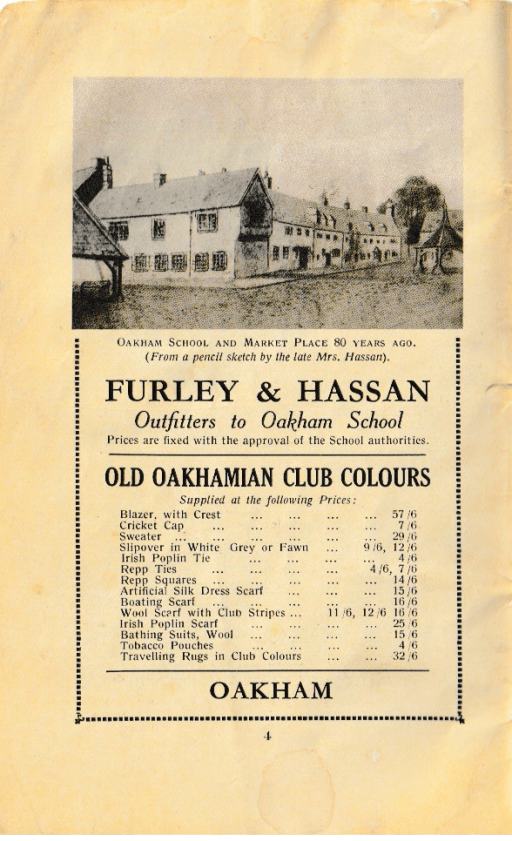 OAKHAM SCHOOL AND MARKET PLACE 80 YEARS AGO.
(From a pencil sketch by the late Mrs. Hassan).
FURLEY & HASSAN
Outfitters to Oakham School
Prices are fixed with the approval of the School authorities.
OLD OAKHAMIAN CLUB COLOURS
Supplied at the following Prices:
Blazer, with Crest ... ... ... ... 57/6
Cricket Cap ... ... ... ... ... 7/6
Sweater ... ... ... ... ... ... 29/6
Slipover in White Grey or Fawn ... 9/6, 12/6
Irish Poplin Tie ... ... ... ... 4/6
Repp Ties ... ... ... ... 4/6, 7/6
Repp Squares ... ... ... ... ... 14/6
Artificial Silk Dress Scarf ... ... ... 15/6
Boating Scarf ... ... ... ... ... 16/6
Wool Scarf with Club Stripes ... 11/6, 12/6 16/6
Irish Poplin Scarf ... ... ... ... 25/6
Bathing Suits, Wool ... ... ... ... 15/6
Tobacco Pouches ... ... ... ... 4/6
Travelling Rugs in Club Colours ... ... 32/6
OAKHAM
4